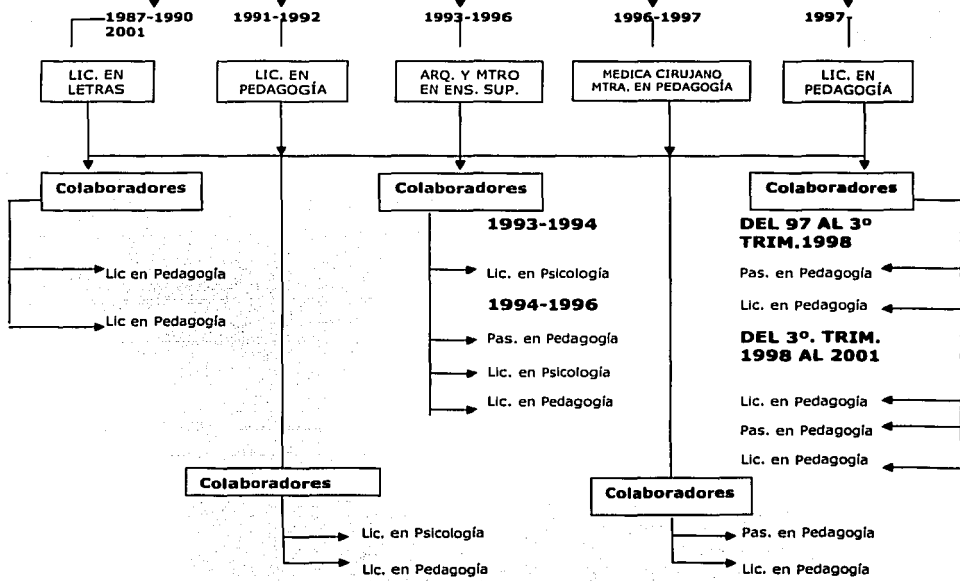 1987-1990
2001
1991-1992
1993-1996
1996-1997
1997-
LIC. EN
LETRAS
LIC. EN
PEDAGOGÍA
ARQ. Y MTRO
EN ENS. SUP.
MEDICA CIRUJANO
MTRA. EN PEDAGOGÍA
LIC. EN
PEDAGOGÍA
Colaboradores
Lic en Pedagogía
Lic en Pedagogía
Colaboradores
Lic. en Psicología
Lic. en Pedagogía
Colaboradores
1993-1994
Lic. en Psicología
1994-1996
Pas. en Pedagogía
Lic. en Psicología
Lic. en Pedagogía
Colaboradores
Pas. en Pedagogía
Lic. en Pedagogía
Colaboradores
DEL 97 AL 3º
TRIM.1998
Pas. en Pedagogía
Lic. en Pedagogía
DEL 3º. TRIM.
1998 AL 2001
Lic. en Pedagogía
Pas. en Pedagogía
Lic. en Pedagogía